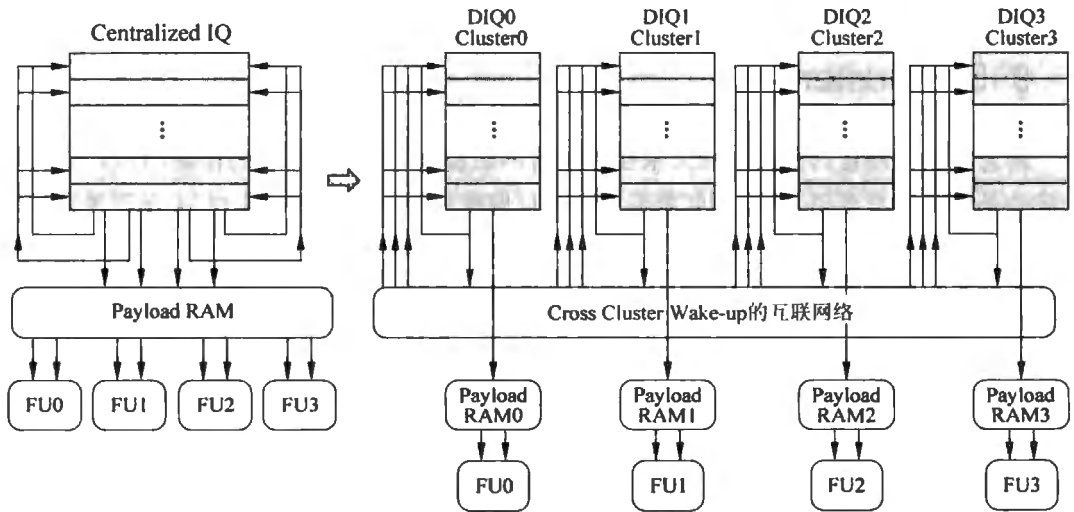 Centralized IQ
Payload RAM
FU0
FU1
FU2
FU3
DIQ0
Cluster0
DIQ1
Cluster1
DIQ2
Cluster2
DIQ3
Cluster3
Cross Cluster Wake-up的互联网络
Payload
RAM0
Payload
RAM1
Payload
RAM2
Payload
RAM3
FU0
FU1
FU2
FU3